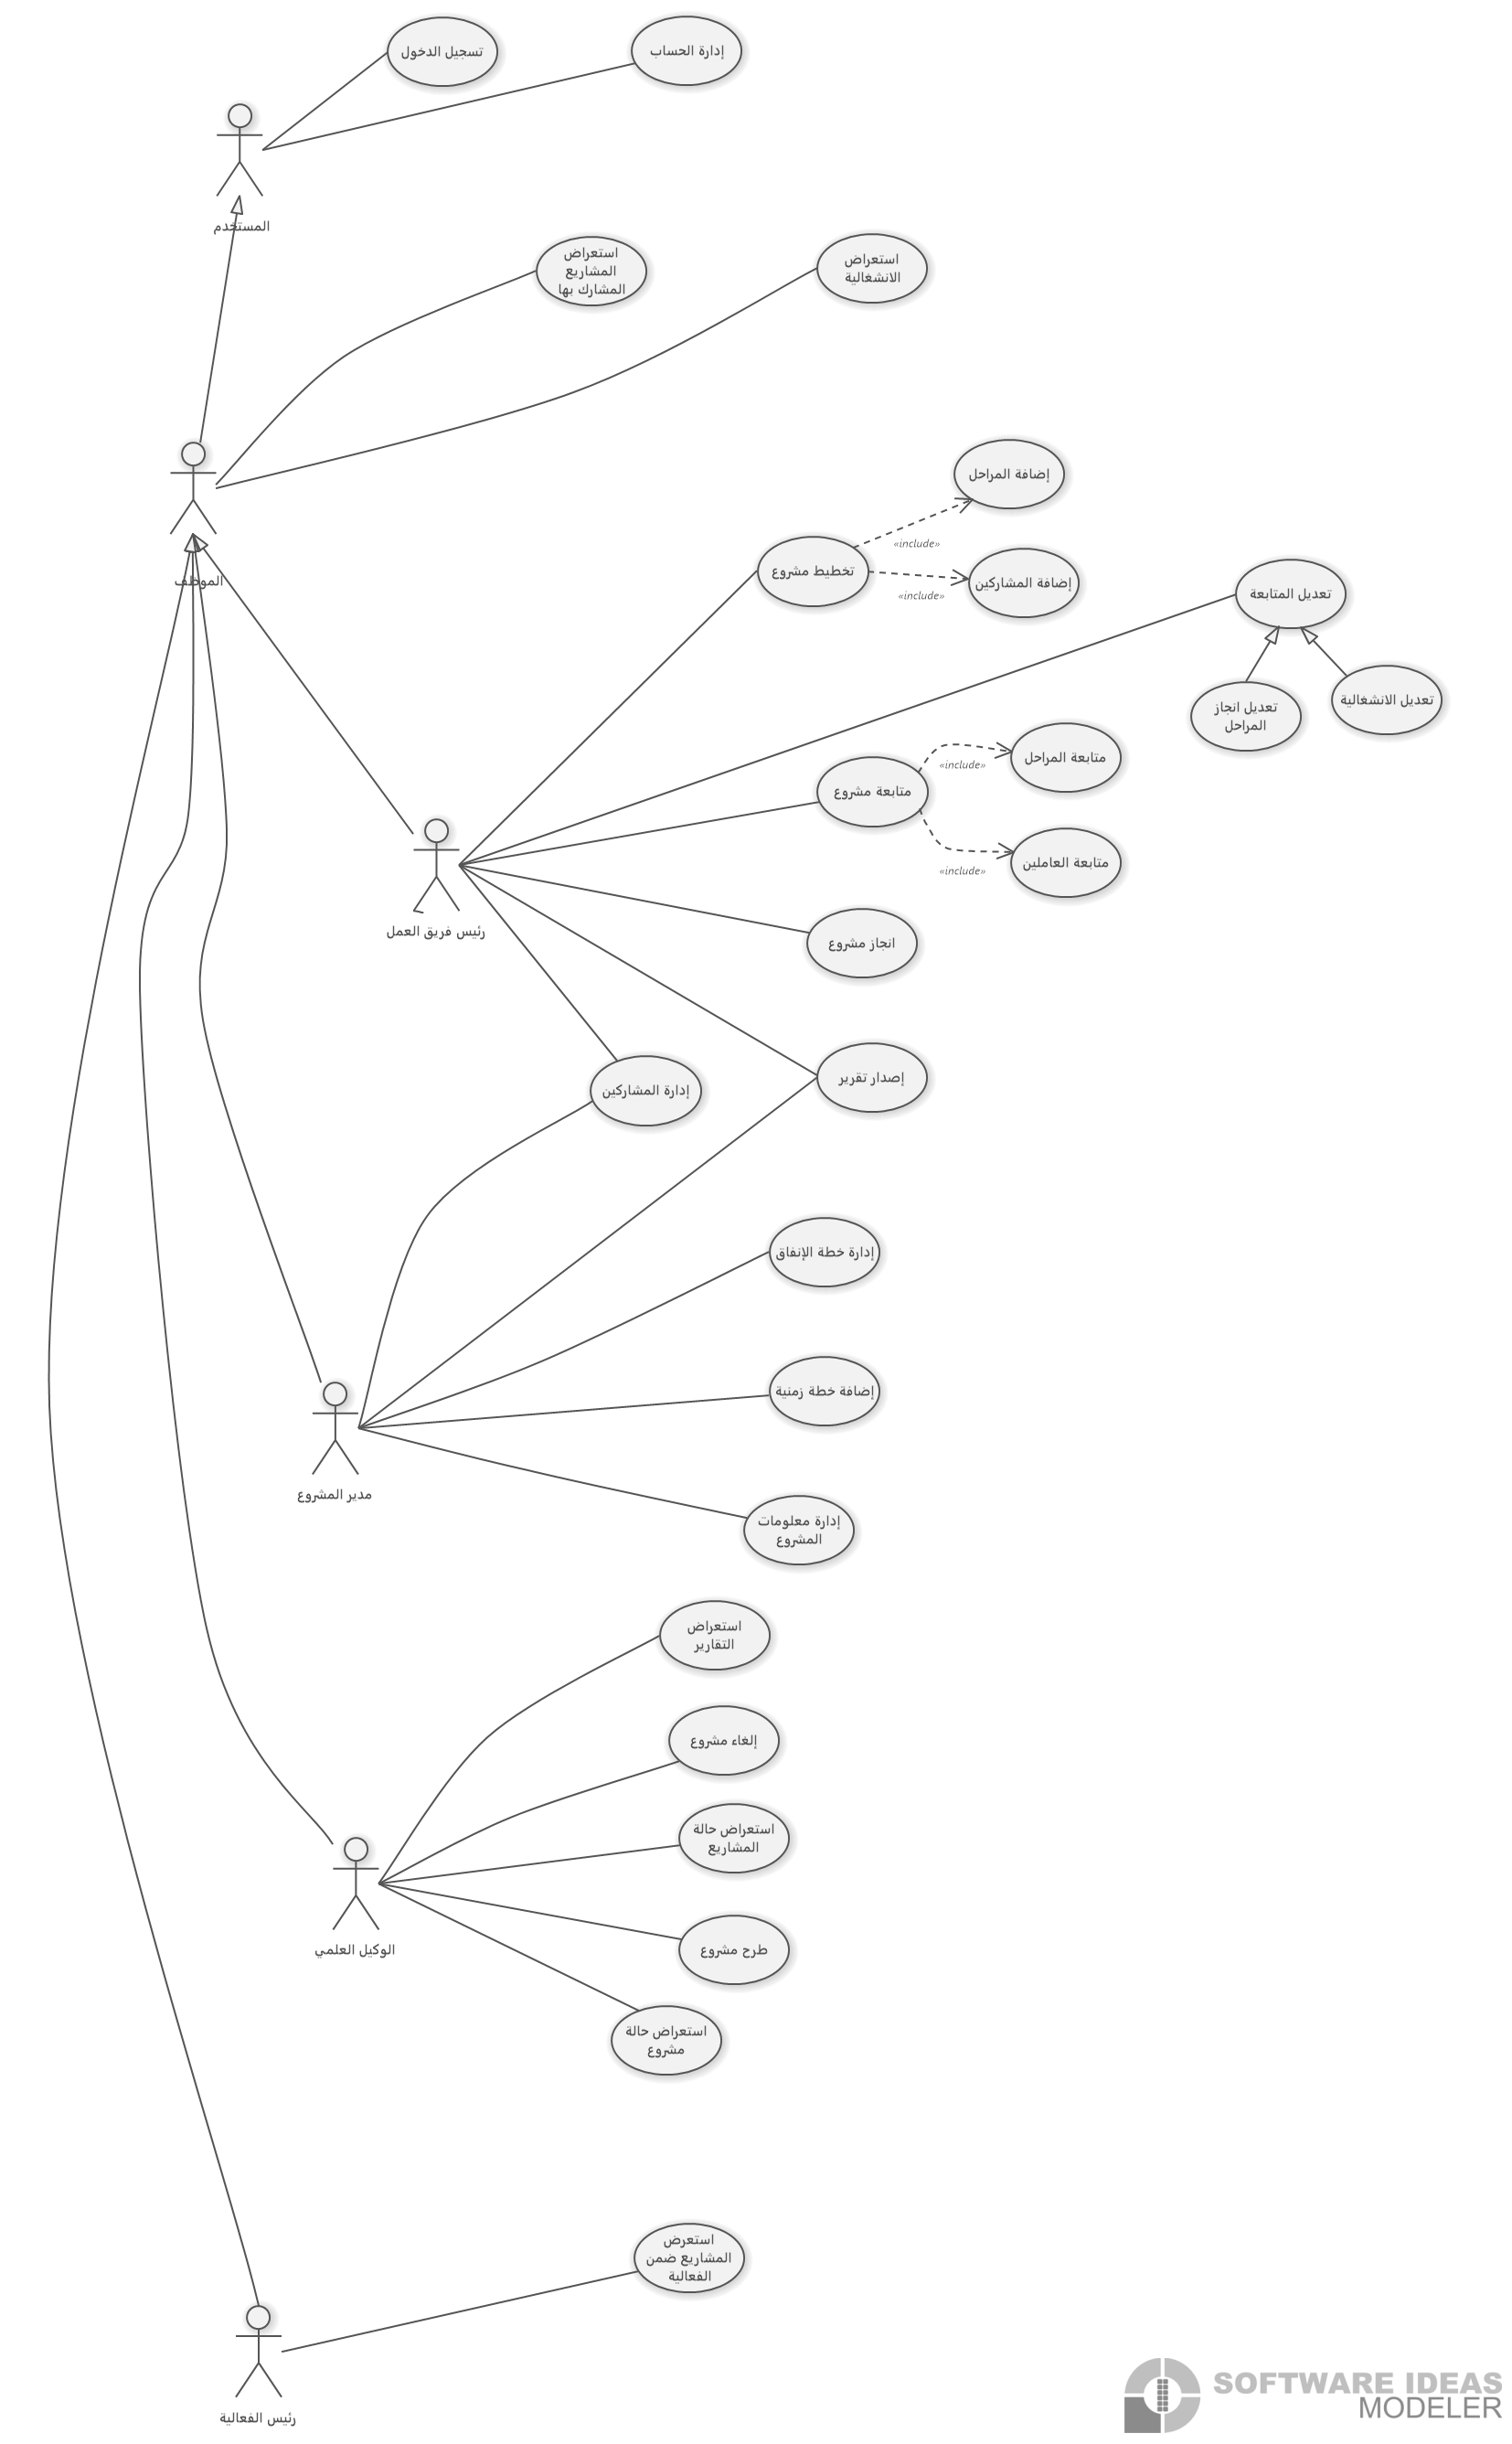 تسجيل الدخول
إدارة الحساب
المستخدم
استعراض
المشاريع
المشارك بها
استعراض
الانشغالية
إضافة المراحل
«include»
تخطيط مشروع
إضافة المشاركين
«include»
الموظف
تعديل المتابعة
تعديل الانشغالية
تعديل انجاز
المراحل
متابعة المراحل
«include»
متابعة مشروع
متابعة العاملين
«include»
رئيس فريق العمل
انجاز مشروع
إصدار تقرير
إدارة المشاركين
إدارة خطة الإنفاق
إضافة خطة زمنية
مدير المشروع
إدارة معلومات
المشروع
استعراض
التقارير
إلغاء مشروع
استعراض حالة
المشاريع
الوكيل العلمي
طرح مشروع
استعراض حالة
مشروع
استعرض
المشاريع ضمن
الفعالية
رئيس الفعالية
SOFTWARE IDEAS
MODELER